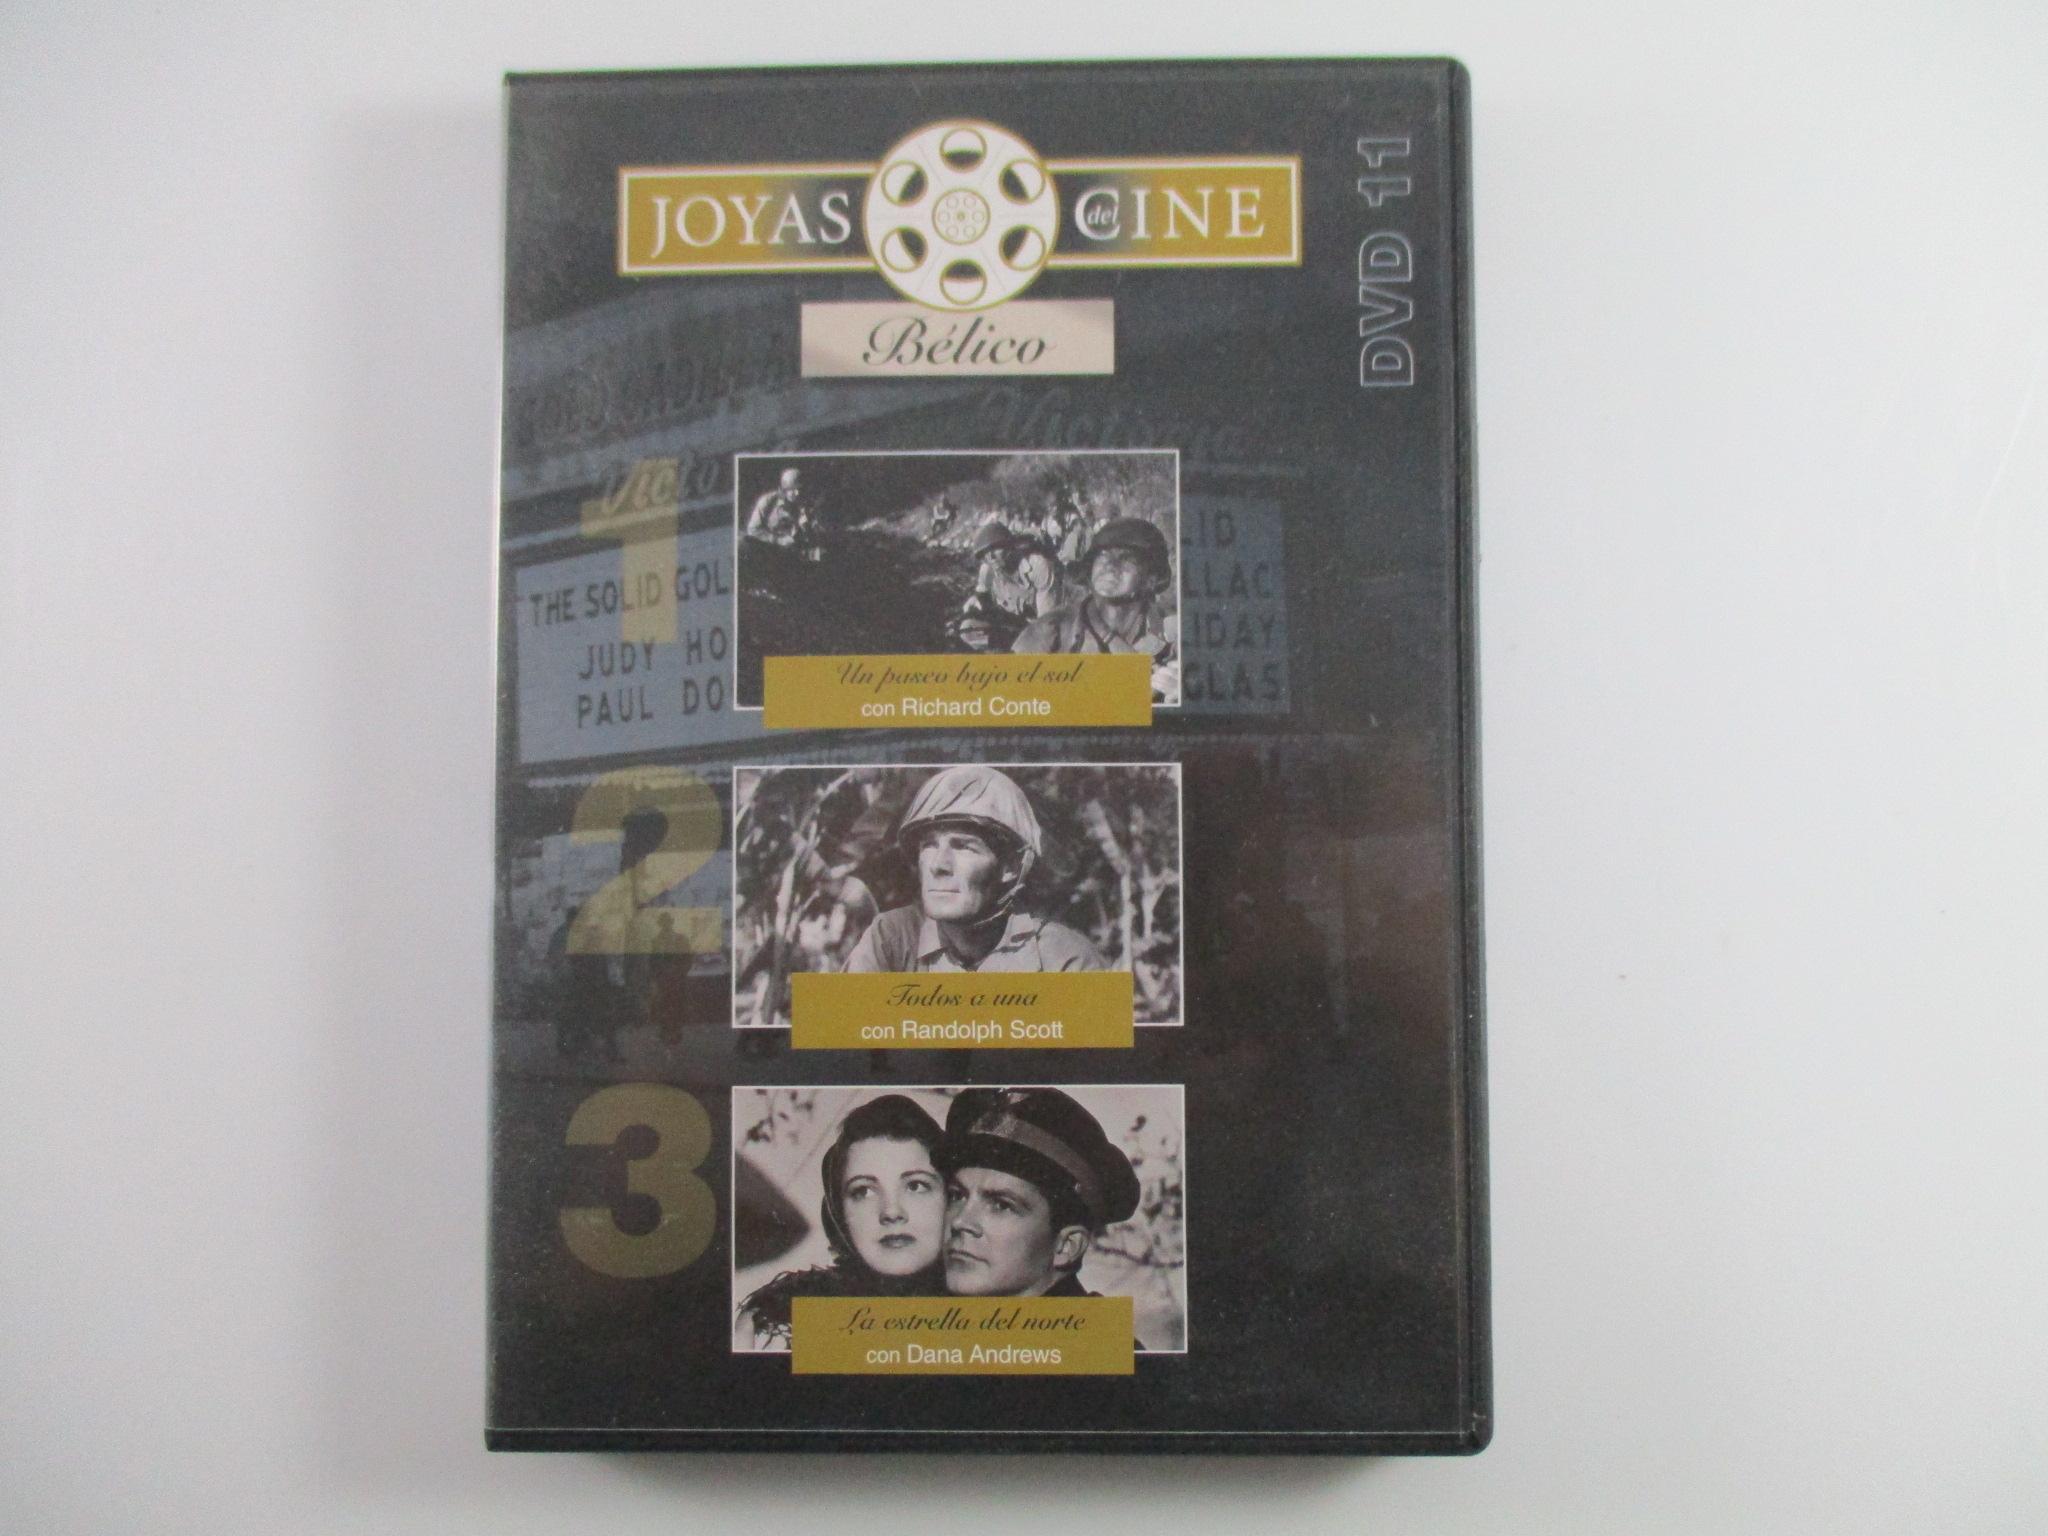 JOYAS del CINE
Bélico
DVD 11
Victoria
Victo
1
LID
THE SOLID GOL
LLAC
JUDY HO
LIDAY
PAUL DO
GLAS
Un paseo bajo el sol
con Richard Conte
2
Todos a una
con Randolph Scott
3
La estrella del norte
con Dana Andrews